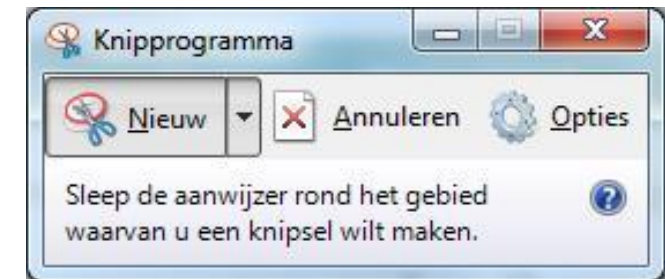 Knipprogramma
Nieuw Annuleren Opties
Sleep de aanwijzer rond het gebied
waarvan u een knipsel wilt maken.